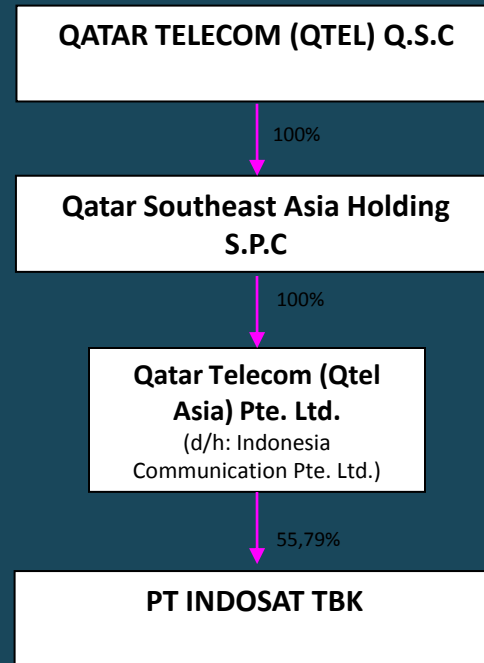 QATAR TELECOM (QTEL) Q.S.C
100%
Qatar Southeast Asia Holding
S.P.C
100%
Qatar Telecom (Qtel
Asia) Pte. Ltd.
(d/h: Indonesia
Communication Pte. Ltd.)
55,79%
PT INDOSAT TBK